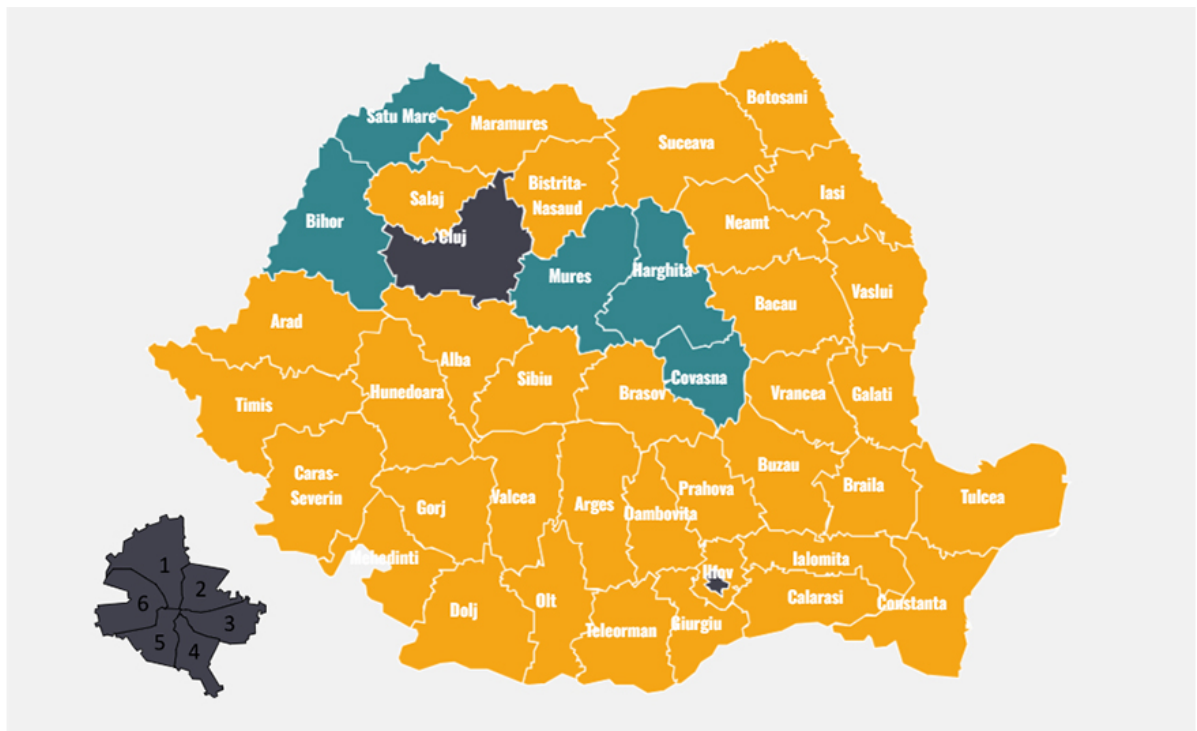 Botosani
Satu Mare
Maramures
Suceava
Iasi
Bistrita-
Nasaud
Salaj
Bihor
Neamt
Cluj
Mures
Harghita
Vaslui
Bacau
Arad
Alba
Sibiu
Covasna
Hunedoara
Brasov
Vrancea
Galati
Timis
Caras-
Severin
Buzau
Braila
Prahova
Tulcea
Valcea
Arges
Gorj
Dambovita
Mehedinti
Ialomita
Ilfov
Calarasi
Constanta
Olt
Dolj
Teleorman
Giurgiu
1
2
6
3
5
4